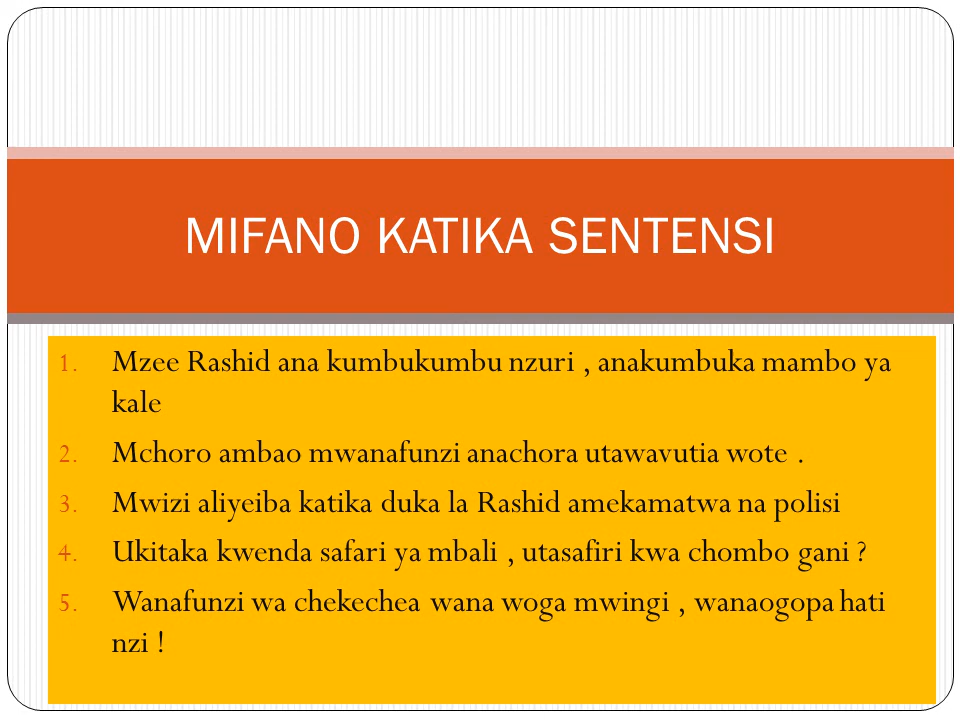 MIFANO KATIKA SENTENSI
1. Mzee Rashid ana kumbukumbu nzuri , anakumbuka mambo ya
kale
2. Mchoro ambao mwanafunzi anachora utawavutia wote .
3. Mwizi aliyeiba katika duka la Rashid amekamatwa na polisi
4. Ukitaka kwenda safari ya mbali , utasafiri kwa chombo gani ?
5. Wanafunzi wa chekechea wana woga mwingi , wanaogopa hati
nzi !